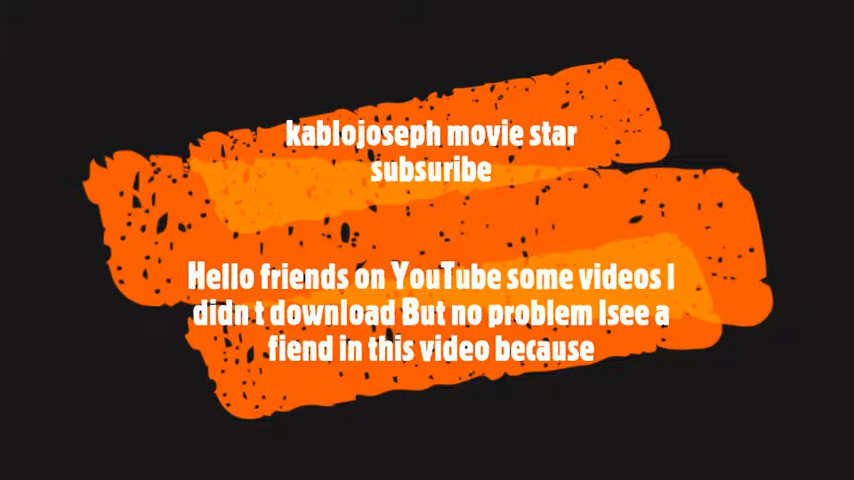 kablojoseph movie star
subsuribe
Hello friends on YouTube some videos I
didn t download But no problem Isee a
fiend in this video because